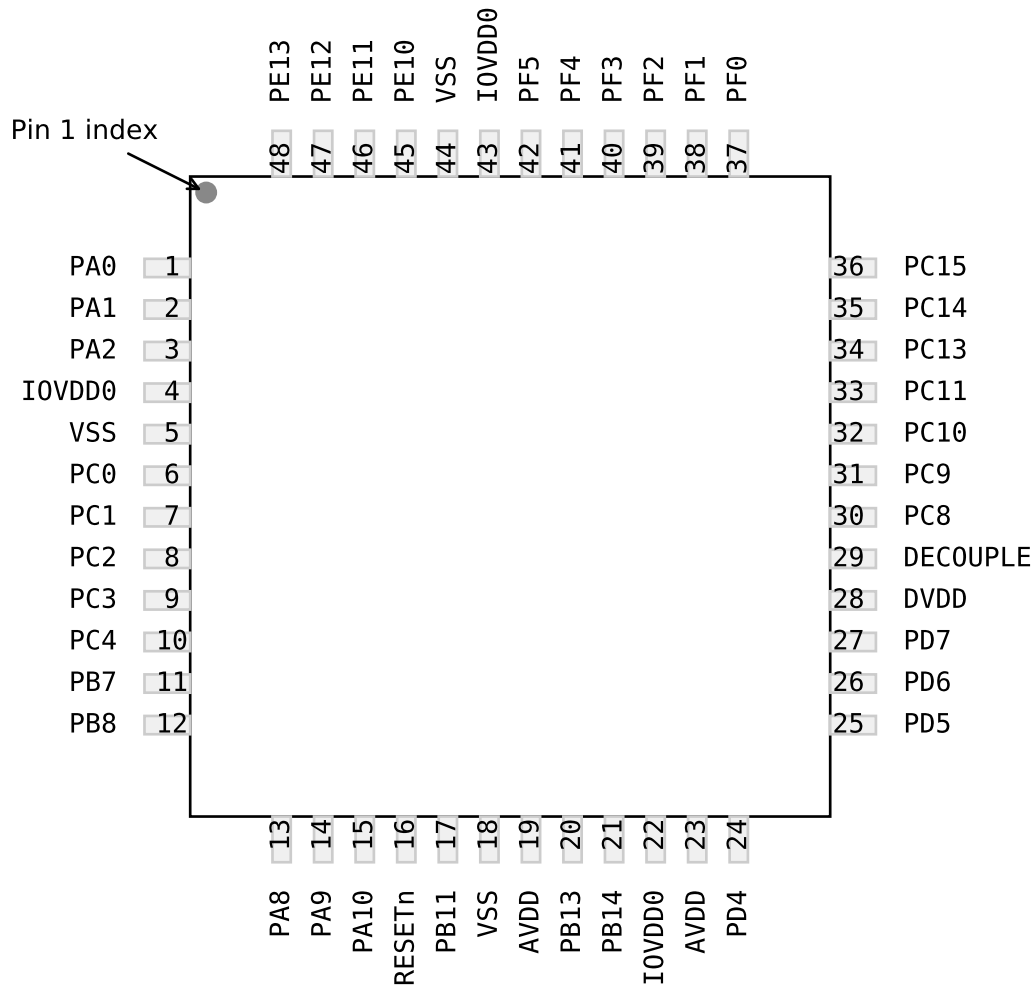 PE13 PE12 PE11 PE10 VSS IOVDD0 PF5 PF4 PF3 PF2 PF1 PF0
Pin 1 index
48 47 46 45 44 43 42 41 40 39 38 37
PA0 1 36 PC15
PA1 2 35 PC14
PA2 3 34 PC13
IOVDD0 4 33 PC11
VSS 5 32 PC10
PC0 6 31 PC9
PC1 7 30 PC8
PC2 8 29 DECOUPLE
PC3 9 28 DVDD
PC4 10 27 PD7
PB7 11 26 PD6
PB8 12 25 PD5
13 14 15 16 17 18 19 20 21 22 23 24
PA8 PA9 PA10 RESETn PB11 VSS AVDD PB13 PB14 IOVDD0 AVDD PD4